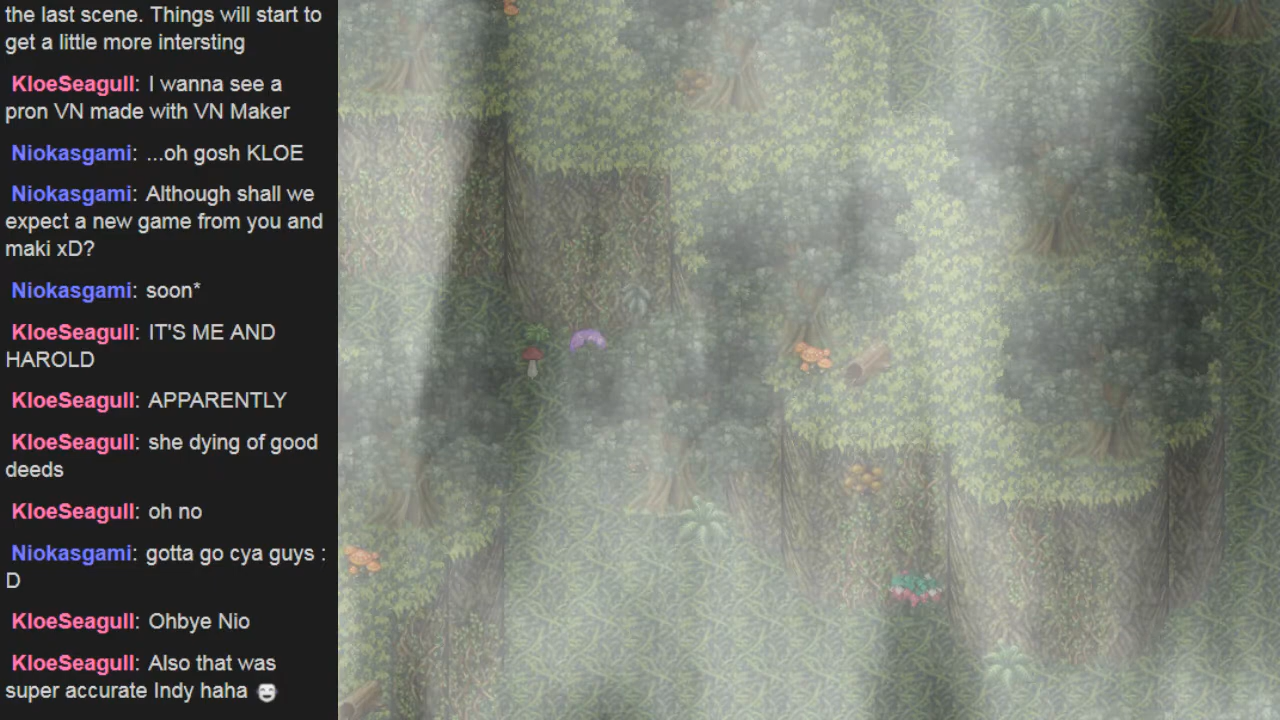 the last scene. Things will start to
get a little more intersting
KloeSeagull: I wanna see a
pron VN made with VN Maker
Niokasgami: ...oh gosh KLOE
Niokasgami: Although shall we
expect a new game from you and
maki xD?
Niokasgami: soon*
KloeSeagull: IT'S ME AND
HAROLD
KloeSeagull: APPARENTLY
KloeSeagull: she dying of good
deeds
KloeSeagull: oh no
Niokasgami: gotta go cya guys :
D
KloeSeagull: Ohbye Nio
KloeSeagull: Also that was
super accurate Indy haha